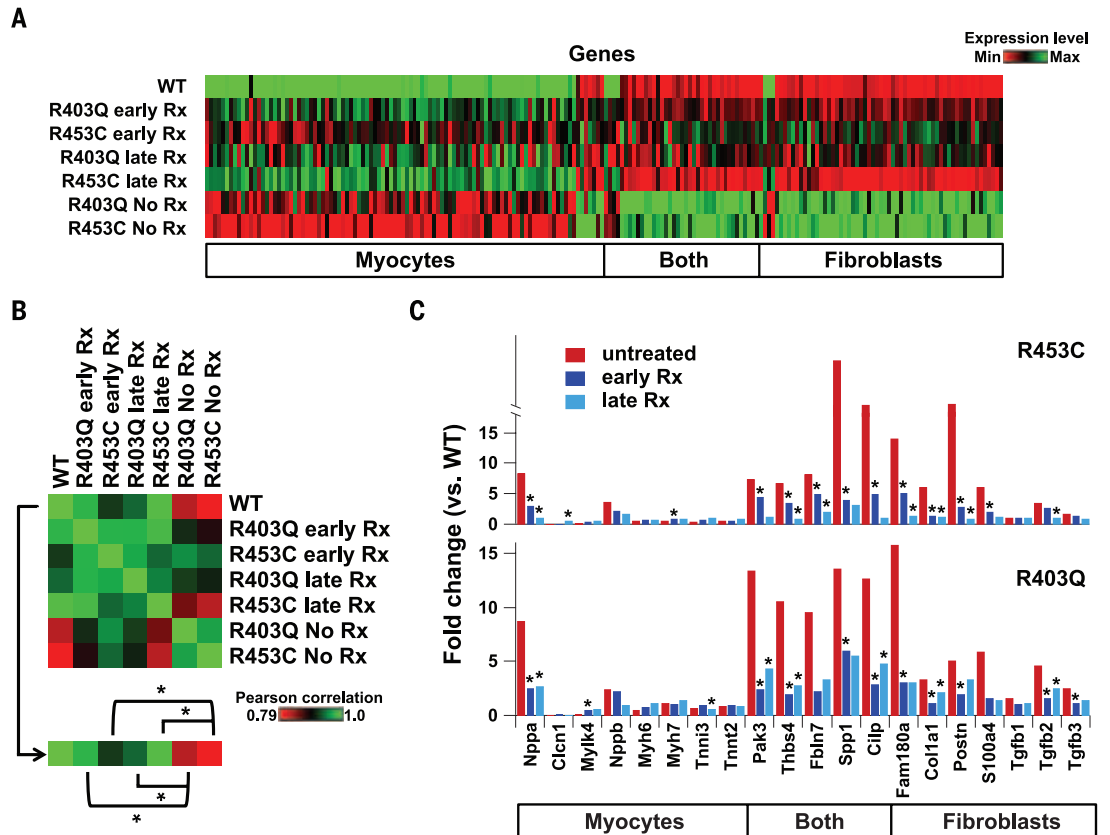 A
Genes
Expression level
Min Max
WT
R403Q early Rx
R453C early Rx
R403Q late Rx
R453C late Rx
R403Q No Rx
R453C No Rx
Myocytes Both Fibroblasts
B
WT
R403Q early Rx
R453C early Rx
R403Q late Rx
R453C late Rx
R403Q No Rx
R453C No Rx
WT
R403Q early Rx
R453C early Rx
R403Q late Rx
R453C late Rx
R403Q No Rx
R453C No Rx
*
*
Pearson correlation
0.79 1.0
*
*
C
R453C
untreated
early Rx
late Rx
Fold change (vs. WT)
15
10
5
0
* * * * * * * * * * * * * * * * * *
R403Q
15
10
5
0
* * * * * * * * * * * * * * * * *
Nppa
Clcn1
Mylk4
Nppb
Myh6
Myh7
Tnni3
Tnnt2
Pak3
Thbs4
Fbln7
Spp1
Cilp
Fam180a
Col1a1
Postn
S100a4
Tgfb1
Tgfb2
Tgfb3
Myocytes Both Fibroblasts